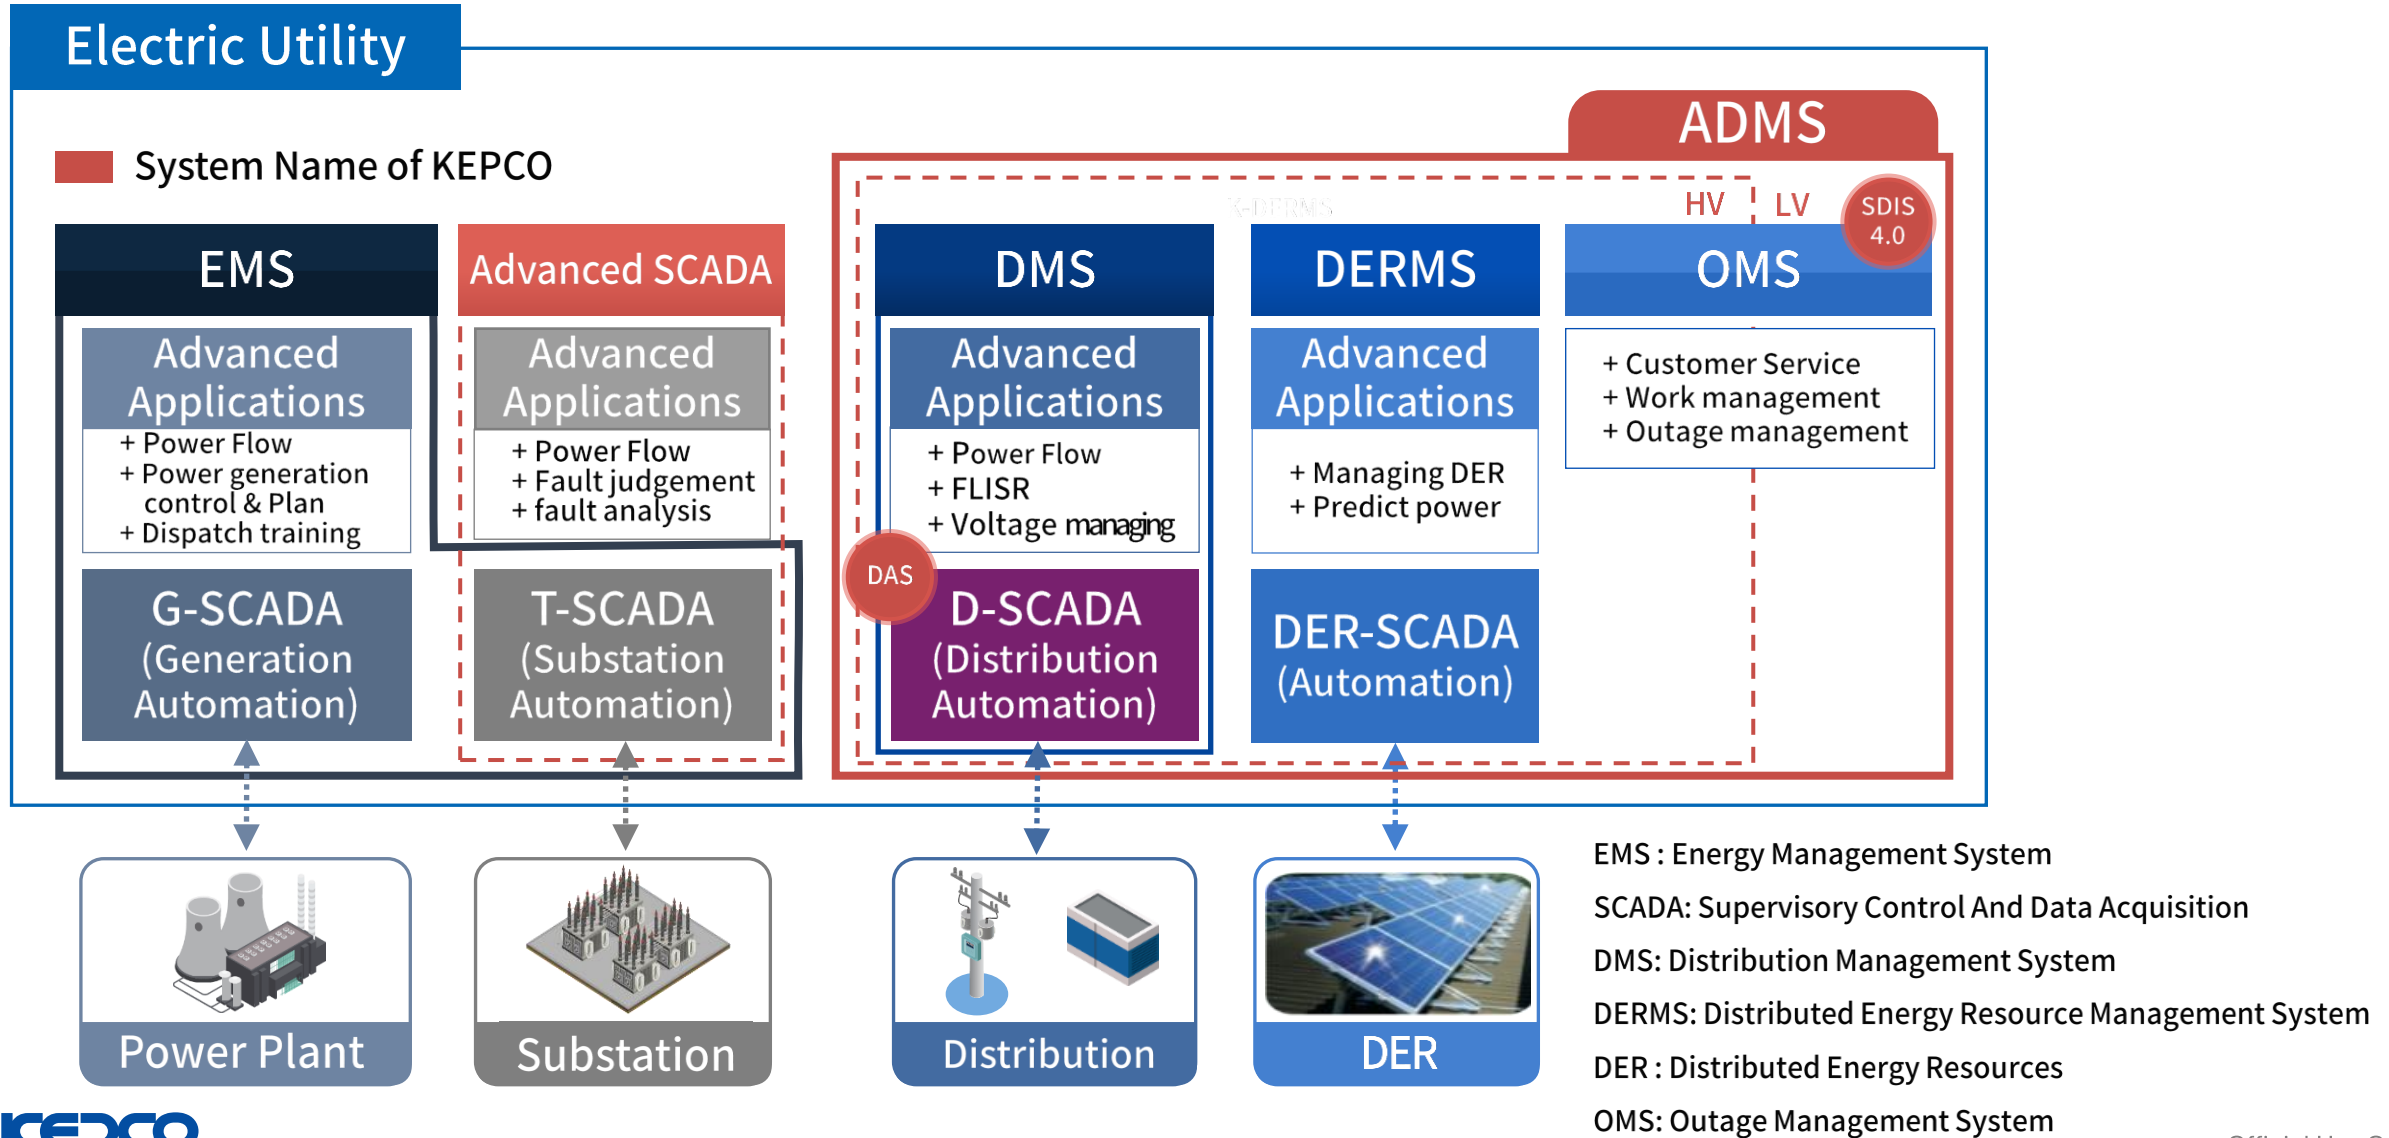 Electric Utility
System Name of KEPCO
ADMS
K-DERMS
HV
LV
SDIS
4.0
EMS
Advanced
Applications
+ Power Flow
+ Power generation
control & Plan
+ Dispatch training
G-SCADA
(Generation
Automation)
Advanced SCADA
Advanced
Applications
+ Power Flow
+ Fault judgement
+ fault analysis
T-SCADA
(Substation
Automation)
DMS
Advanced
Applications
+ Power Flow
+ FLISR
+ Voltage managing
DAS
D-SCADA
(Distribution
Automation)
DERMS
Advanced
Applications
+ Managing DER
+ Predict power
DER-SCADA
(Automation)
OMS
+ Customer Service
+ Work management
+ Outage management
Power Plant
Substation
Distribution
DER
EMS : Energy Management System
SCADA: Supervisory Control And Data Acquisition
DMS: Distribution Management System
DERMS: Distributed Energy Resource Management System
DER : Distributed Energy Resources
OMS: Outage Management System
KEPCO